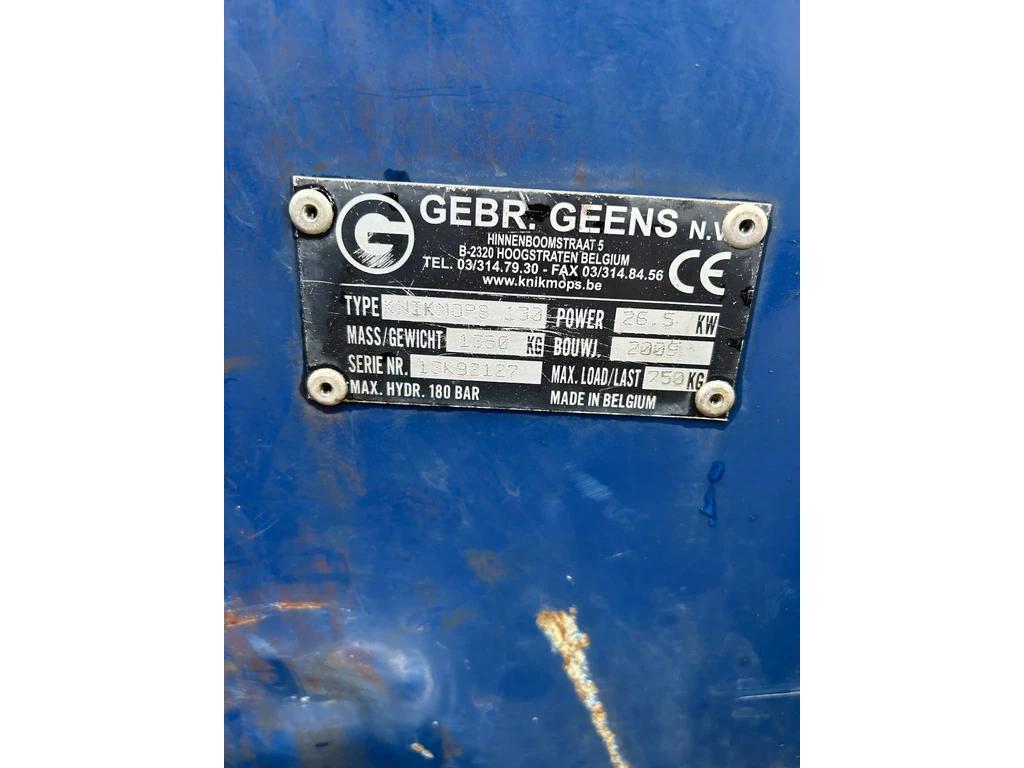 G
GEBR. GEENS N.V.
HINNENBOOMSTRAAT 5
B-2320 HOOGSTRATEN BELGIUM
TEL. 03/314.79.30 - FAX 03/314.84.56
www.knikmops.be
CE
TYPE KNIKMOPS 130 POWER 26.5 KW
MASS/GEWICHT 1350 KG BOUWJ. 2009
SERIE NR. MAX. LOAD/LAST 750 KG
MAX. HYDR. 180 BAR MADE IN BELGIUM